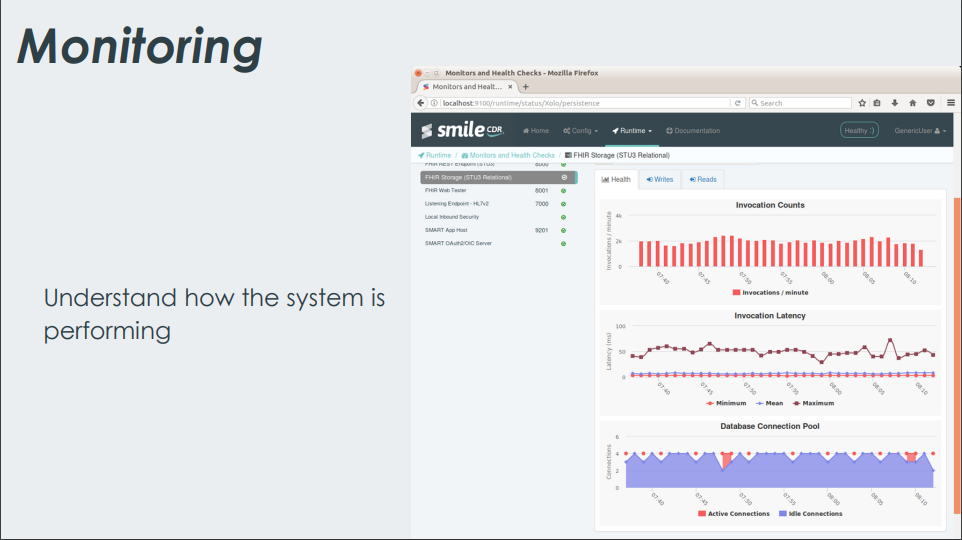 Monitoring
Understand how the system is
performing
Monitors and Health Checks - Mozilla Firefox
Monitors and Healt... × +
localhost:9100/runtime/status/Xolo/persistence
Search
smile CDR
Home Config Runtime Documentation Healthy :) GenericUser
Runtime / Monitors and Health Checks / FHIR Storage (STU3 Relational)
FHIR REST Endpoint (STU3) 8000
FHIR Storage (STU3 Relational)
FHIR Web Tester 8001
Listening Endpoint - HL7v2 7000
Local Inbound Security
SMART App Host 9201
SMART OAuth2/OIC Server
Health Writes Reads
Invocation Counts
Invocations / minute
4k
2k
0
07:40 07:45 07:50 07:55 08:00 08:05 08:10
Invocations / minute
Invocation Latency
Latency (ms)
100
50
0
07:40 07:45 07:50 07:55 08:00 08:05 08:10
Minimum Mean Maximum
Database Connection Pool
Connections
6
4
2
0
07:40 07:45 07:50 07:55 08:00 08:05 08:10
Active Connections Idle Connections